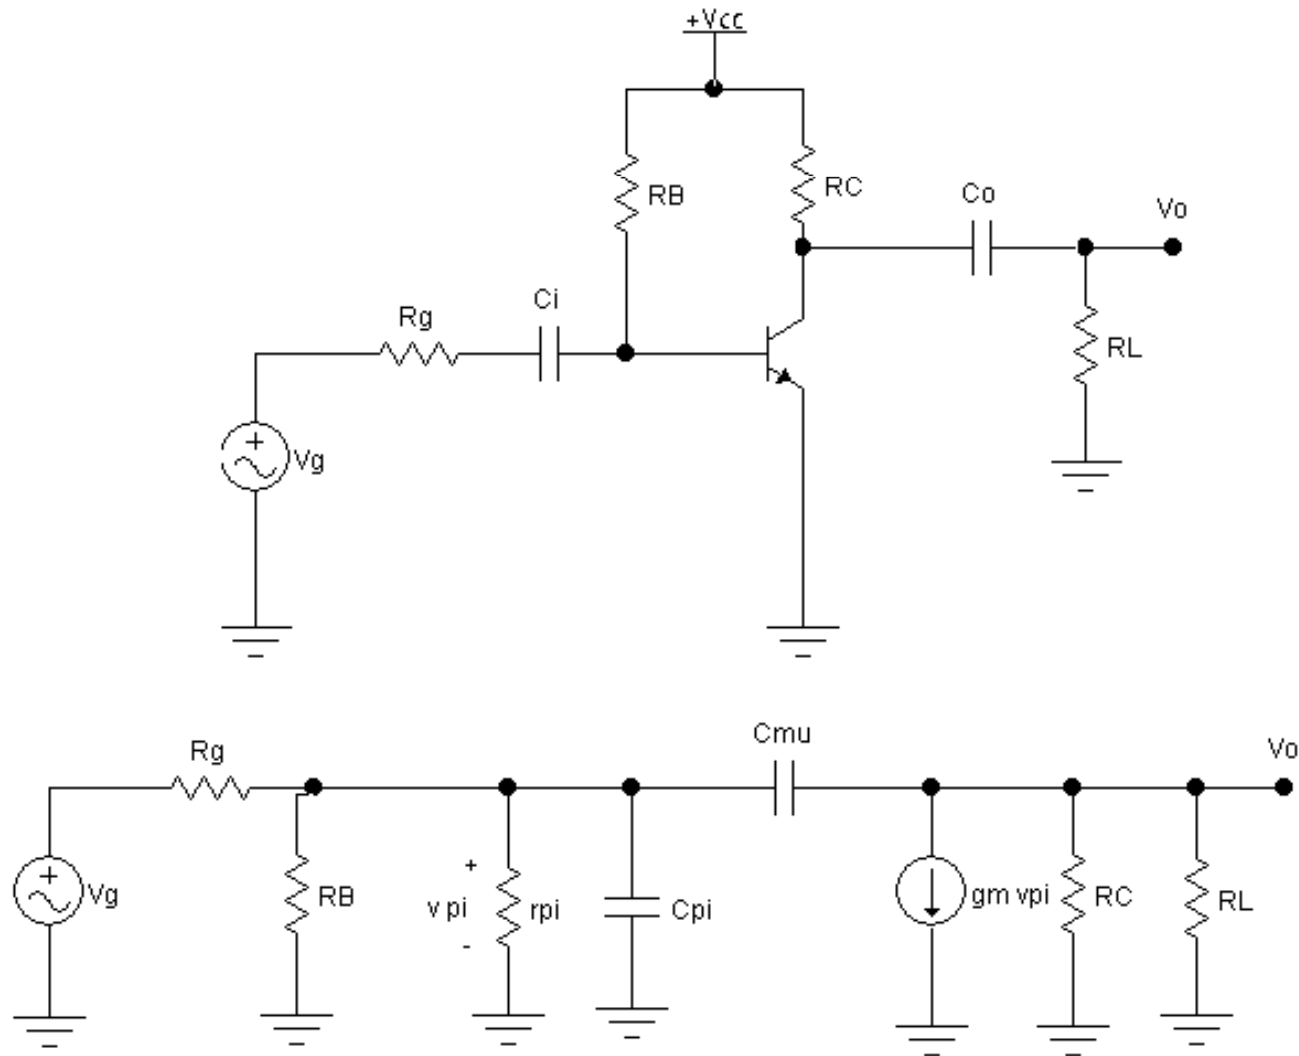 +Vcc
RB
RC
Co
Vo
Ci
Rg
RL
+
Vg
Cmu
Vo
Rg
+
Vg
RB
+
v pi
-
rpi
Cpi
gm vpi
RC
RL